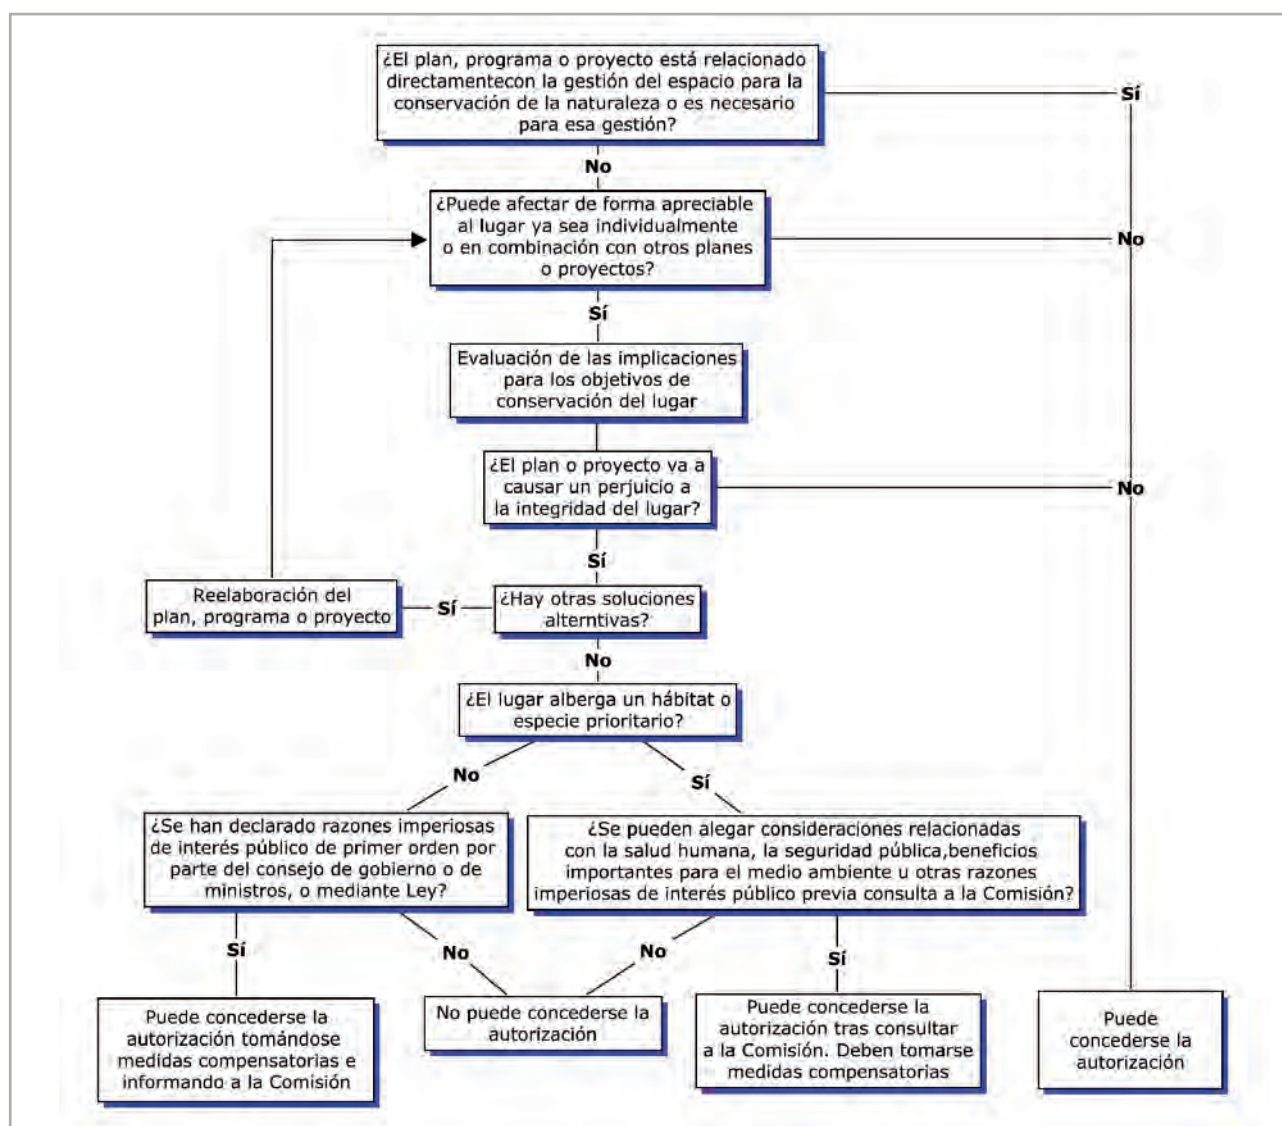 ¿El plan, programa o proyecto está relacionado
directamentecon la gestión del espacio para la
conservación de la naturaleza o es necesario
para esa gestión?
Sí
No
¿Puede afectar de forma apreciable
al lugar ya sea individualmente
o en combinación con otros planes
o proyectos?
No
Sí
Evaluación de las implicaciones
para los objetivos de
conservación del lugar
¿El plan o proyecto va a
causar un perjuicio a
la integridad del lugar?
No
Sí
Reelaboración del
plan, programa o proyecto
Sí
¿Hay otras soluciones
alterntivas?
No
¿El lugar alberga un hábitat o
especie prioritario?
No
Sí
¿Se han declarado razones imperiosas
de interés público de primer orden por
parte del consejo de gobierno o de
ministros, o mediante Ley?
¿Se pueden alegar consideraciones relacionadas
con la salud humana, la seguridad pública,beneficios
importantes para el medio ambiente u otras razones
imperiosas de interés público previa consulta a la Comisión?
Sí
No
No
Sí
Puede concederse la
autorización tomándose
medidas compensatorias e
informando a la Comisión
No puede concederse la
autorización
Puede concederse la
autorización tras consultar
a la Comisión. Deben tomarse
medidas compensatorias
Puede
concederse la
autorización